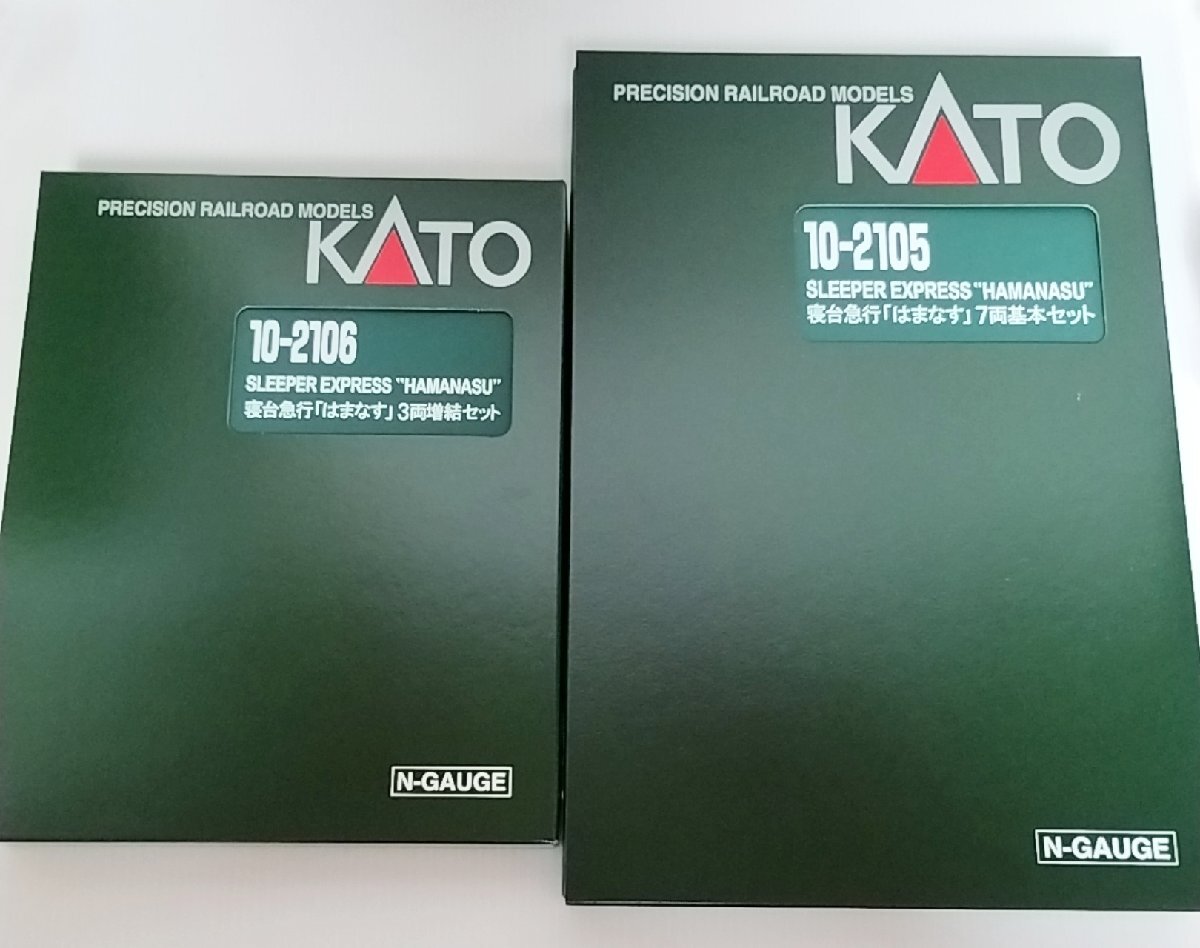 PRECISION RAILROAD MODELS
KATO
10-2106
SLEEPER EXPRESS "HAMANASU"
寝台急行「はまなす」3両増結セット
N-GAUGE
PRECISION RAILROAD MODELS
KATO
10-2105
SLEEPER EXPRESS "HAMANASU"
寝台急行「はまなす」7両基本セット
N-GAUGE